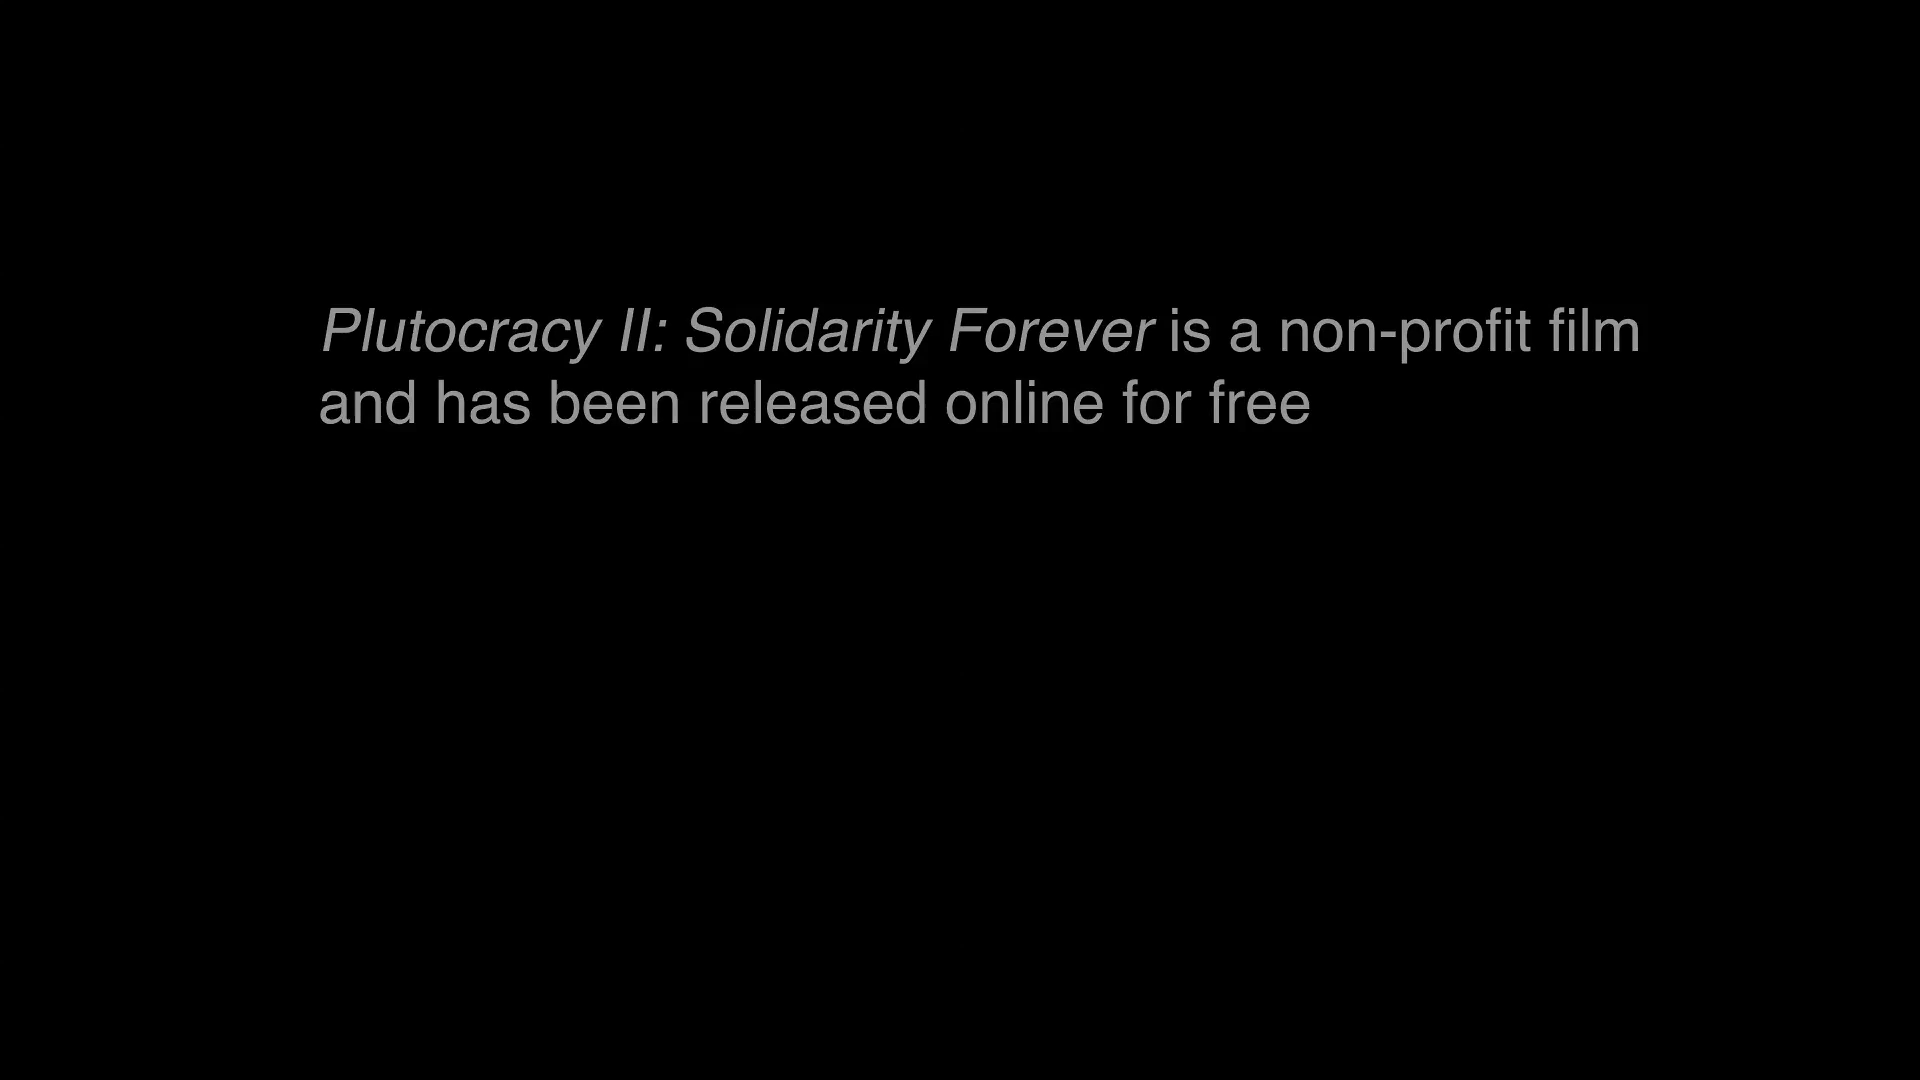 Plutocracy II: Solidarity Forever is a non-profit film
and has been released online for free